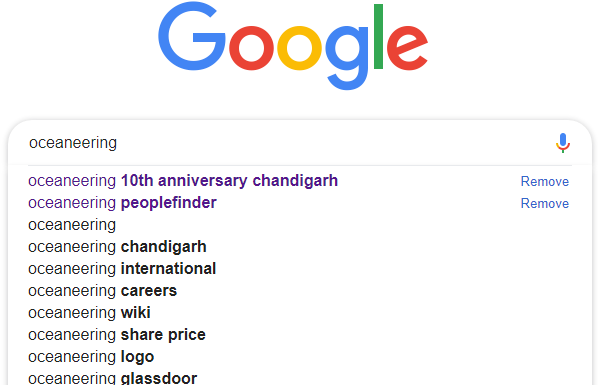 Google
oceaneering
oceaneering 10th anniversary chandigarh Remove
oceaneering peoplefinder Remove
oceaneering
oceaneering chandigarh
oceaneering international
oceaneering careers
oceaneering wiki
oceaneering share price
oceaneering logo
oceaneering glassdoor